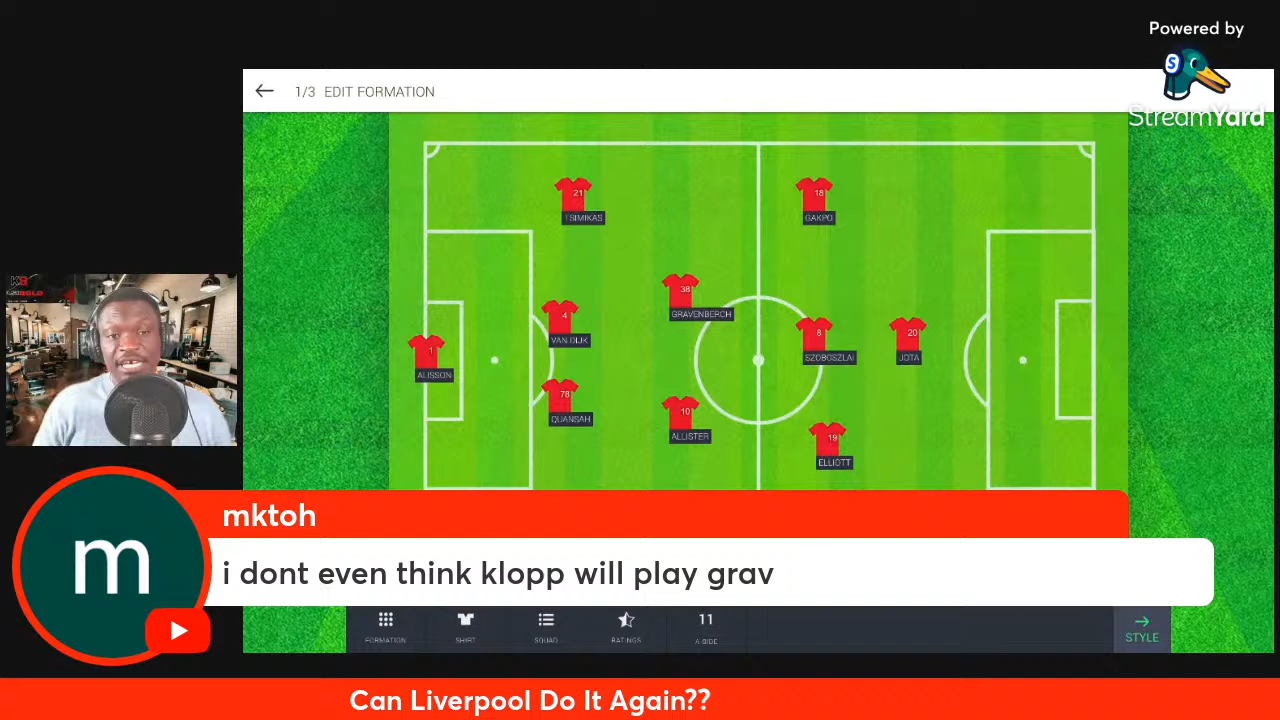 Powered by
StreamYard
1/3 EDIT FORMATION
21
TSIMIKAS
18
GAKPO
38
GRAVENBERCH
4
VAN DIJK
8
SZOBOSZLAI
20
JOTA
1
ALISSON
78
QUANSAH
10
ALLISTER
19
ELLIOTT
m
mktoh
i dont even think klopp will play grav
FORMATION
SHIRT
SQUAD
RATINGS
11
A-SIDE
STYLE
Can Liverpool Do It Again??